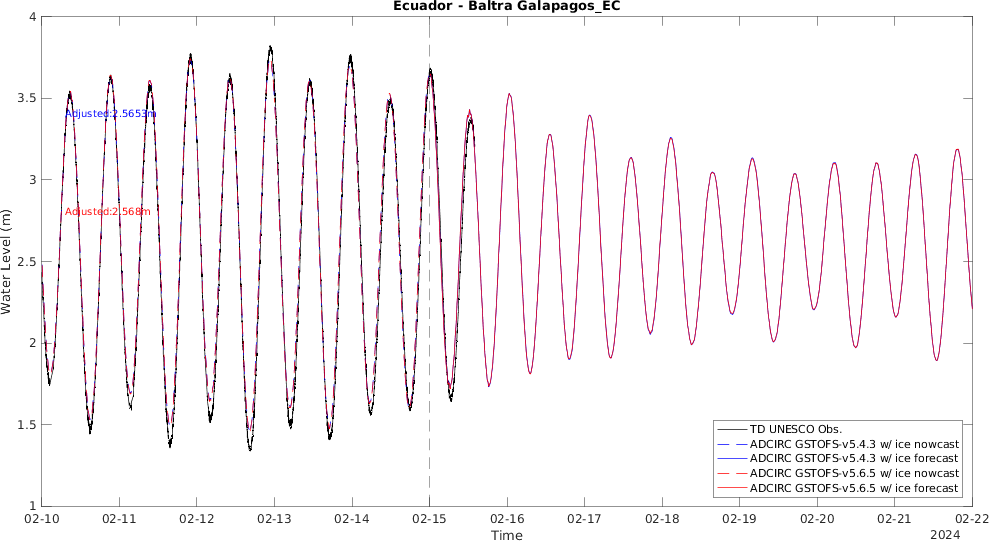 Ecuador - Baltra Galapagos_EC
Water Level (m)
4
3.5
3
2.5
2
1.5
1
Adjusted:2.5653m
Adjusted:2.568m
TD UNESCO Obs.
ADCIRC GSTOFS-v5.4.3 w/ ice nowcast
ADCIRC GSTOFS-v5.4.3 w/ ice forecast
ADCIRC GSTOFS-v5.6.5 w/ ice nowcast
ADCIRC GSTOFS-v5.6.5 w/ ice forecast
02-10 02-11 02-12 02-13 02-14 02-15 02-16 02-17 02-18 02-19 02-20 02-21 02-22
Time
2024